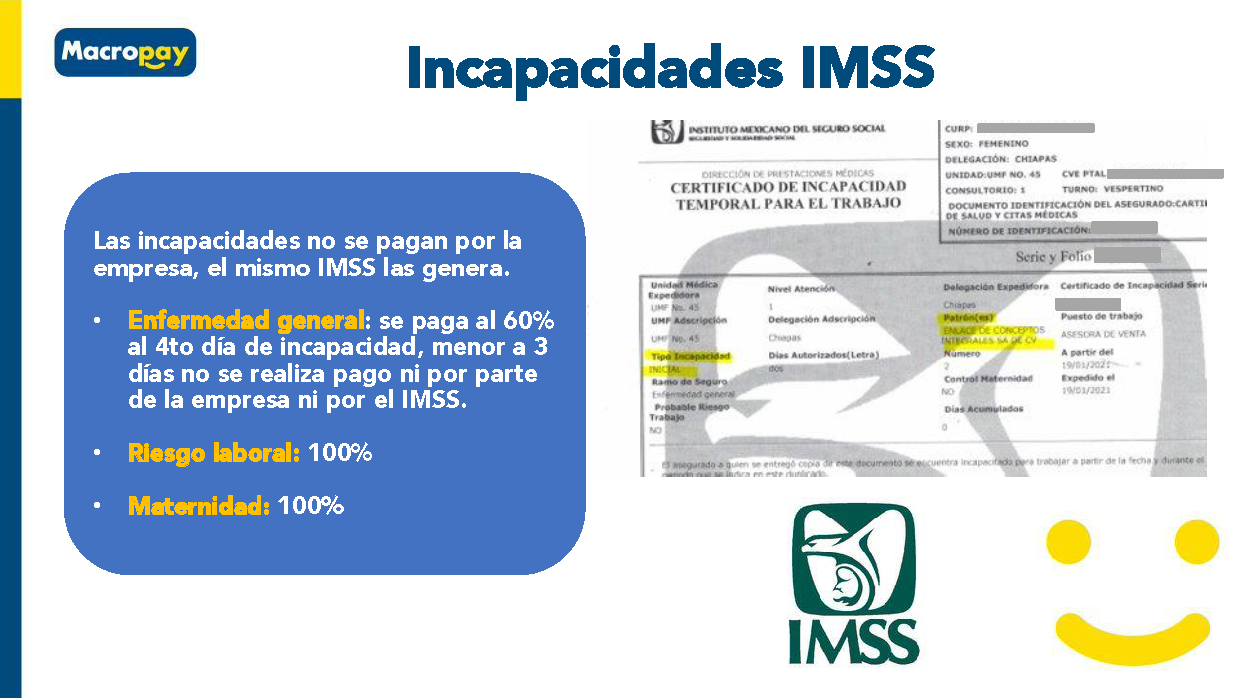 Macropay
Incapacidades IMSS
Las incapacidades no se pagan por la
empresa, el mismo IMSS las genera.
• Enfermedad general: se paga al 60%
al 4to día de incapacidad, menor a 3
días no se realiza pago ni por parte
de la empresa ni por el IMSS.
• Riesgo laboral: 100%
• Maternidad: 100%
INSTITUTO MEXICANO DEL SEGURO SOCIAL
SEGURIDAD Y SOLIDARIDAD SOCIAL
DIRECCIÓN DE PRESTACIONES MÉDICAS
CERTIFICADO DE INCAPACIDAD
TEMPORAL PARA EL TRABAJO
CURP:
SEXO: FEMENINO
DELEGACIÓN: CHIAPAS
UNIDAD:UMF NO. 45 CVE PTAL
CONSULTORIO: 1 TURNO: VESPERTINO
DOCUMENTO IDENTIFICACIÓN DEL ASEGURADO:CARTI
DE SALUD Y CITAS MÉDICAS
NÚMERO DE IDENTIFICACIÓN:
Serie y Folio
Unidad Médica
Expedidora
UMF No. 45
UMF Adscripción
UMF No. 45
Tipo Incapacidad
INICIAL
Ramo de Seguro
Enfermedad general
Probable Riesgo
Trabajo
NO
Nivel Atención
1
Delegación Adscripción
Chiapas
Días Autorizados(Letra)
dos
Delegación Expedidora
Chiapas
Patrón(es)
ENLACE DE CONCEPTOS
INTEGRALES SA DE CV
Número
2
Control Maternidad
NO
Días Acumulados
0
Certificado de Incapacidad Serie
Puesto de trabajo
ASESORA DE VENTA
A partir del
19/01/2021
Expedido el
19/01/2021
El asegurado a quien se entregó copia de este documento se encuentra incapacitado para trabajar a partir de la fecha y durante el
periodo que se indica en este duplicado.
IMSS